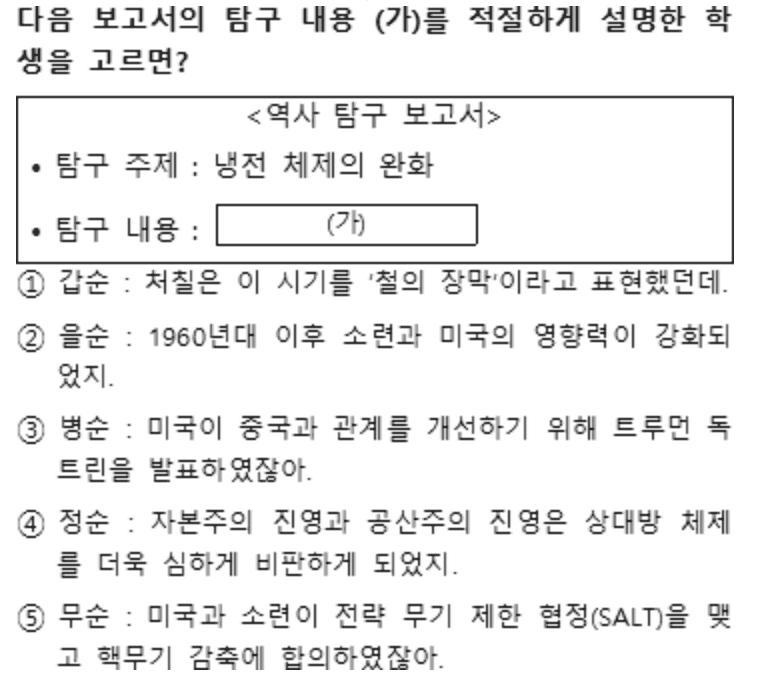 다음 보고서의 탐구 내용 (가)를 적절하게 설명한 학
생을 고르면?
<역사 탐구 보고서>
• 탐구 주제 : 냉전 체제의 완화
• 탐구 내용 : (가)
① 갑순 : 처칠은 이 시기를 '철의 장막'이라고 표현했던데.
② 을순 : 1960년대 이후 소련과 미국의 영향력이 강화되
었지.
③ 병순 : 미국이 중국과 관계를 개선하기 위해 트루먼 독
트린을 발표하였잖아.
④ 정순 : 자본주의 진영과 공산주의 진영은 상대방 체제
를 더욱 심하게 비판하게 되었지.
⑤ 무순 : 미국과 소련이 전략 무기 제한 협정(SALT)을 맺
고 핵무기 감축에 합의하였잖아.